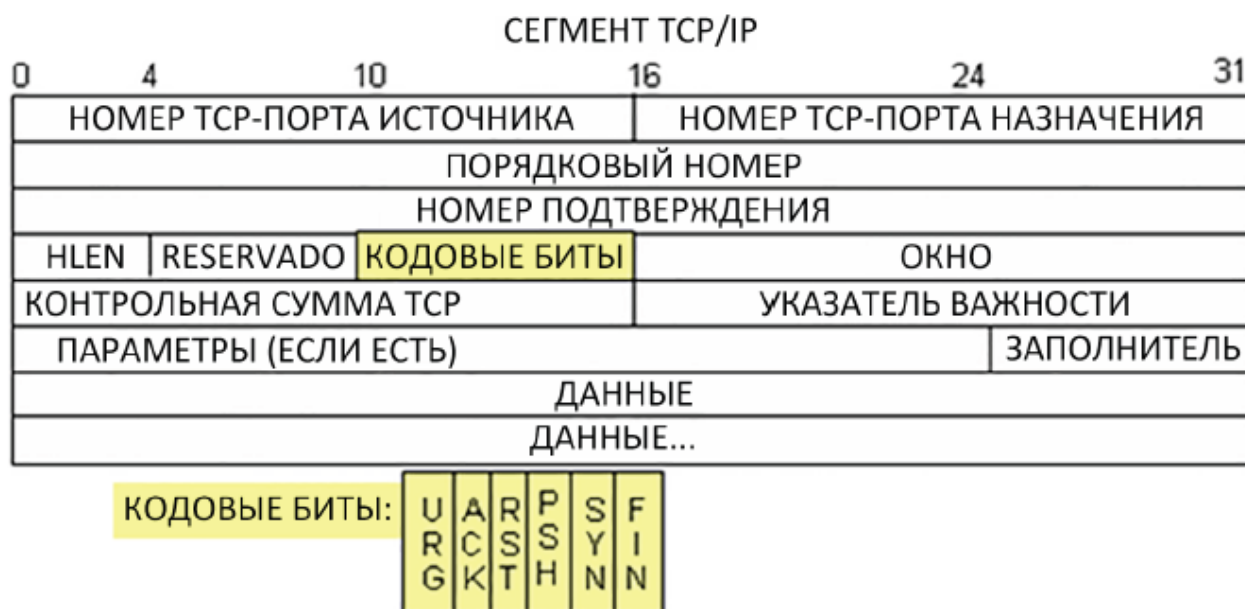 СЕГМЕНТ TCP/IP
0 4 10 16 24 31
НОМЕР TCP-ПОРТА ИСТОЧНИКА НОМЕР TCP-ПОРТА НАЗНАЧЕНИЯ
ПОРЯДКОВЫЙ НОМЕР
НОМЕР ПОДТВЕРЖДЕНИЯ
HLEN RESERVADO КОДОВЫЕ БИТЫ ОКНО
КОНТРОЛЬНАЯ СУММА TCP УКАЗАТЕЛЬ ВАЖНОСТИ
ПАРАМЕТРЫ (ЕСЛИ ЕСТЬ) ЗАПОЛНИТЕЛЬ
ДАННЫЕ
ДАННЫЕ...
КОДОВЫЕ БИТЫ: URG ACK RST PSH SYN FIN